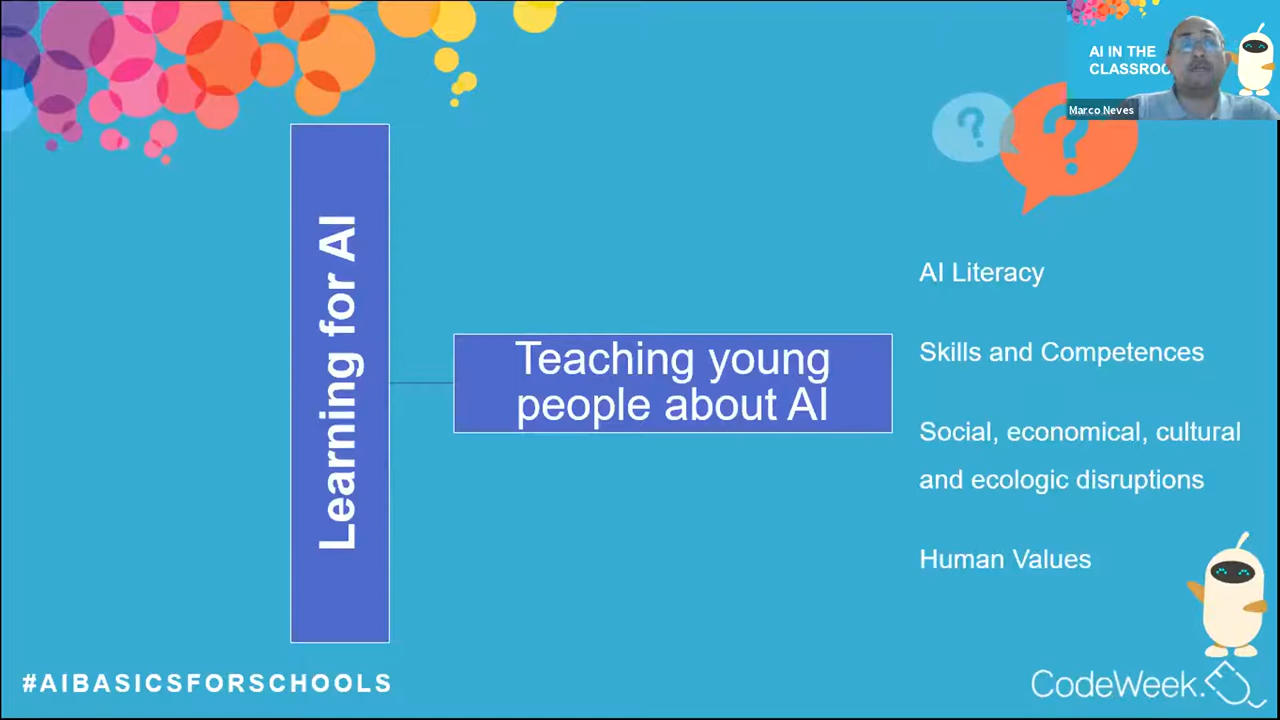 AI IN THE
CLASSROO
Marco Neves
Learning for AI
Teaching young
people about AI
AI Literacy
Skills and Competences
Social, economical, cultural
and ecologic disruptions
Human Values
#AIBASICSFORSCHOOLS
CodeWeek.EU